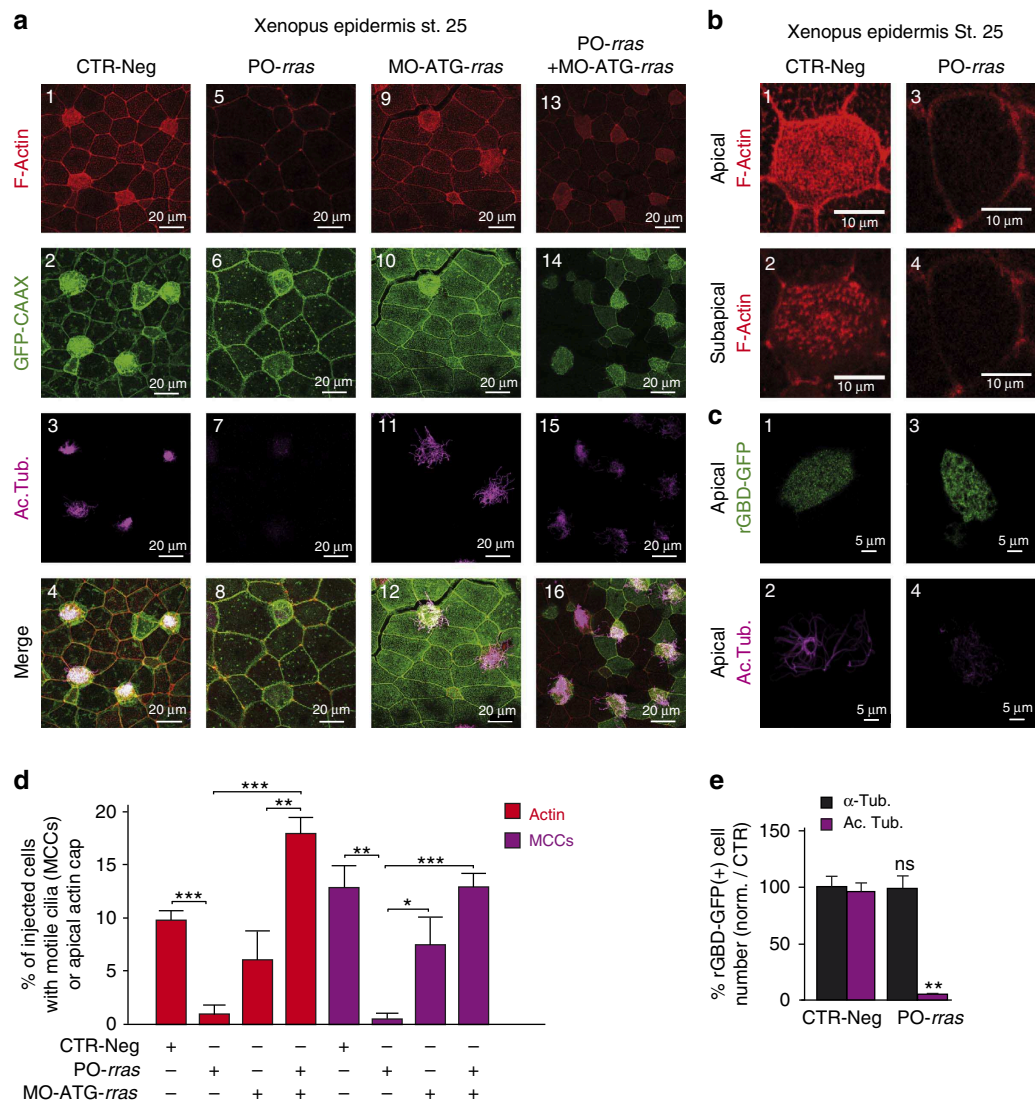 a
Xenopus epidermis st. 25
CTR-Neg
PO-rras
MO-ATG-rras
PO-rras
+MO-ATG-rras
F-Actin
1
20 µm
5
20 µm
9
20 µm
13
20 µm
GFP-CAAX
2
20 µm
6
20 µm
10
20 µm
14
20 µm
Ac.Tub.
3
20 µm
7
20 µm
11
20 µm
15
20 µm
Merge
4
20 µm
8
20 µm
12
20 µm
16
20 µm
b
Xenopus epidermis St. 25
CTR-Neg
PO-rras
Apical
F-Actin
1
10 µm
3
10 µm
Subapical
F-Actin
2
10 µm
4
10 µm
c
Apical
rGBD-GFP
1
5 µm
3
5 µm
Apical
Ac.Tub.
2
5 µm
4
5 µm
d
% of injected cells
with motile cilia (MCCs)
or apical actin cap
20
15
10
5
0
***
***
**
**
*
***
Actin
MCCs
CTR-Neg + – – – + – – –
PO-rras – + – + – + – +
MO-ATG-rras – – + + – – + +
e
α-Tub.
Ac. Tub.
% rGBD-GFP(+) cell
number (norm. / CTR)
150
100
50
0
ns
**
CTR-Neg
PO-rras